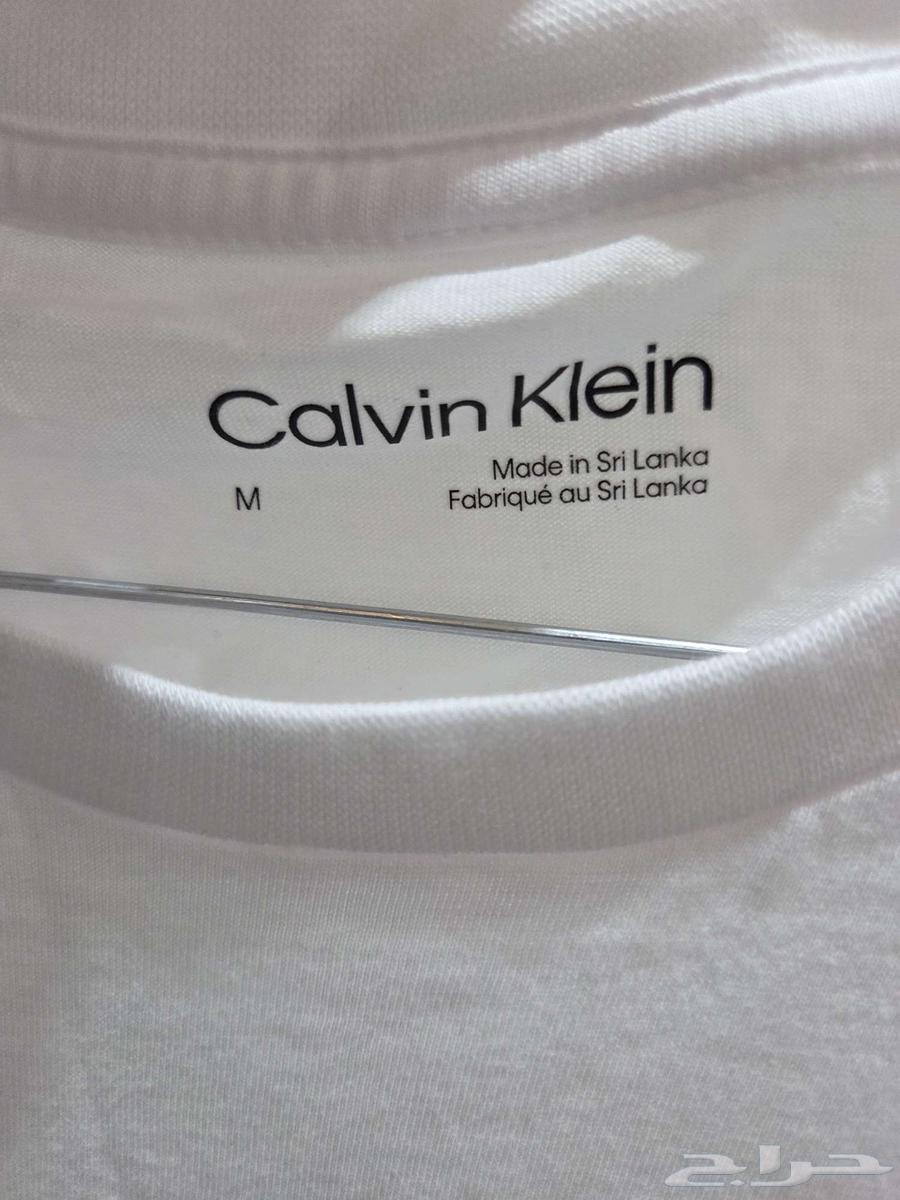 Calvin Klein
Made in Sri Lanka
M
Fabriqué au Sri Lanka
حراج